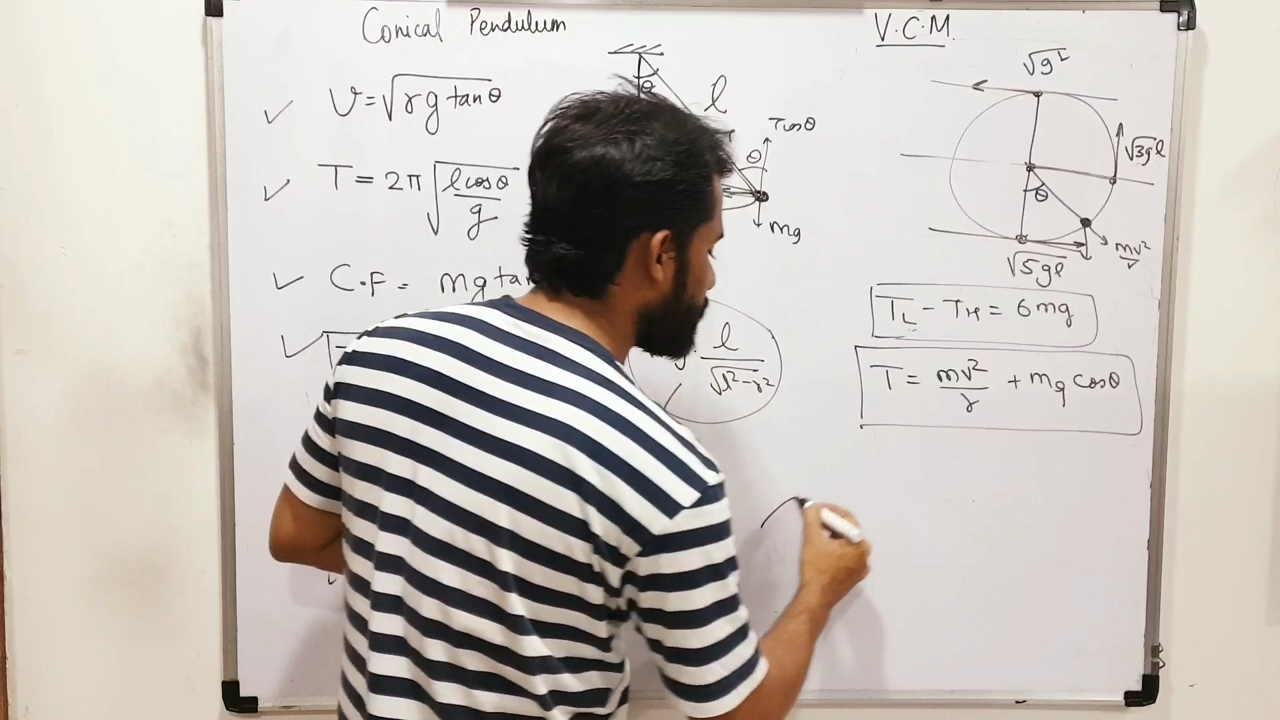 Conical Pendulum
v = √rg tanθ
T = 2π √(l cosθ / g)
C.F = mg tan
θ
l
Tcosθ
θ
mg
l / √l²-r²
V.C.M.
√gl
√3gl
θ
mv²/r
√5gl
T_L - T_H = 6mg
T = mv²/r + mg cosθ